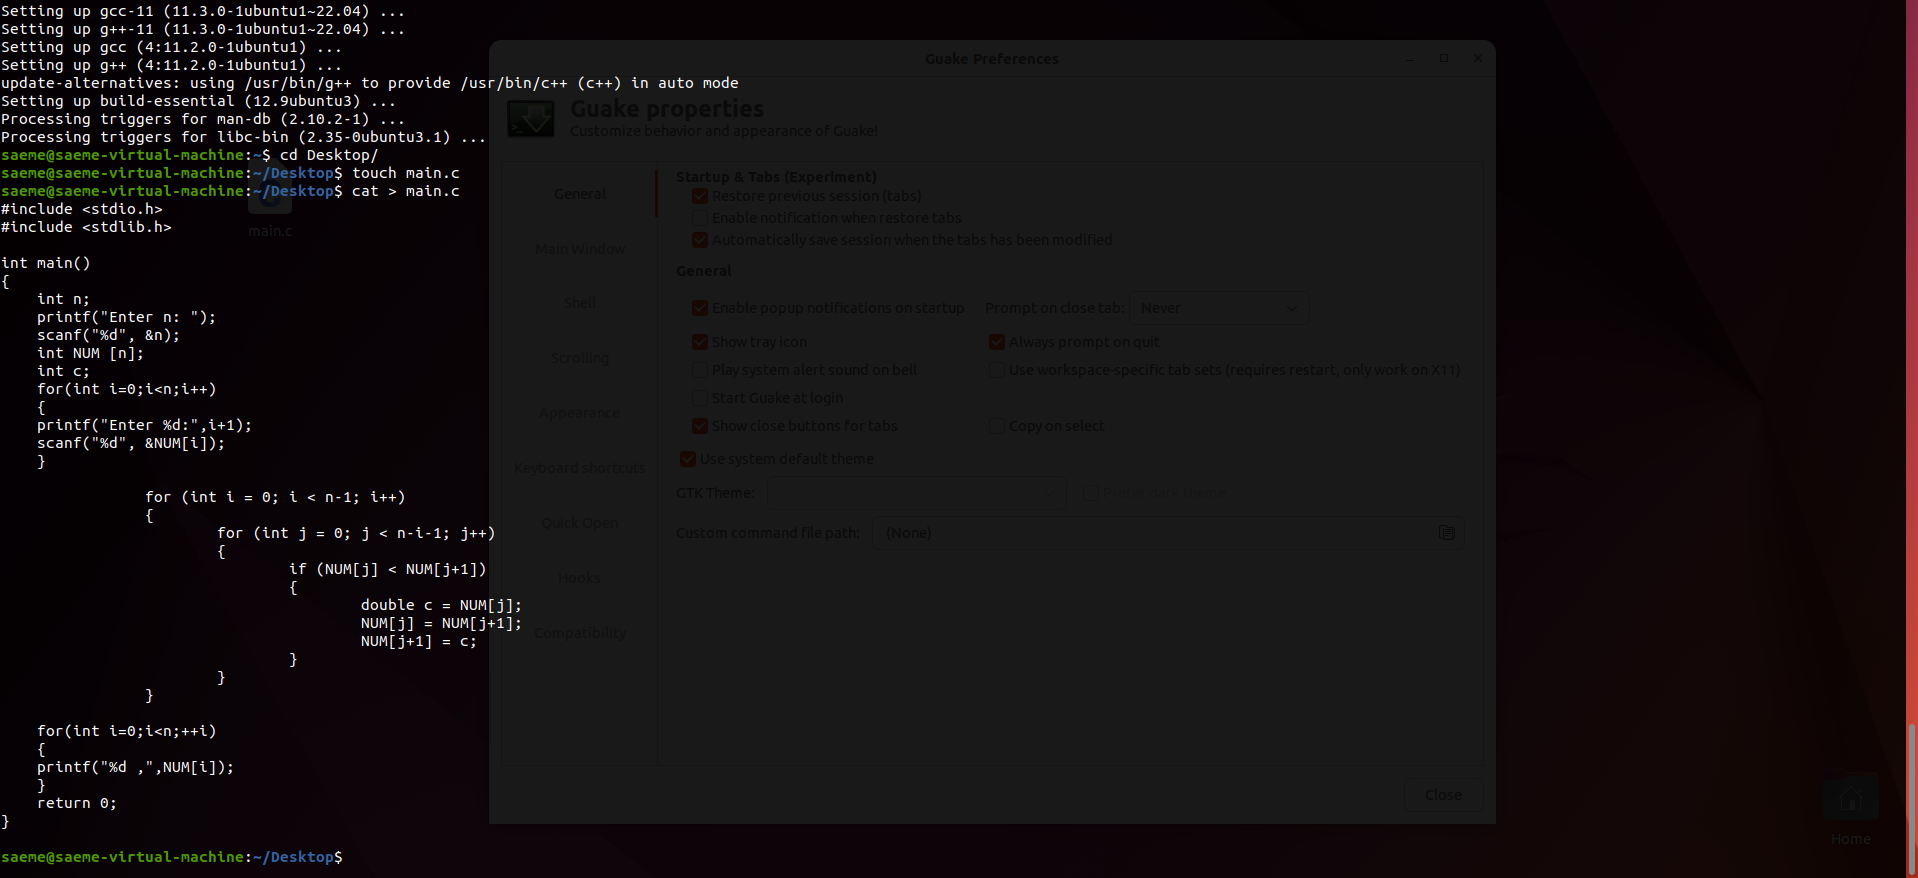 Setting up gcc-11 (11.3.0-1ubuntu1~22.04) ...
Setting up g++-11 (11.3.0-1ubuntu1~22.04) ...
Setting up gcc (4:11.2.0-1ubuntu1) ...
Setting up g++ (4:11.2.0-1ubuntu1) ...
update-alternatives: using /usr/bin/g++ to provide /usr/bin/c++ (c++) in auto mode
Setting up build-essential (12.9ubuntu3) ...
Processing triggers for man-db (2.10.2-1) ...
Processing triggers for libc-bin (2.35-0ubuntu3.1) ...
saeme@saeme-virtual-machine:~$ cd Desktop/
saeme@saeme-virtual-machine:~/Desktop$ touch main.c
saeme@saeme-virtual-machine:~/Desktop$ cat > main.c
#include <stdio.h>
#include <stdlib.h>

int main()
{
    int n;
    printf("Enter n: ");
    scanf("%d", &n);
    int NUM [n];
    int c;
    for(int i=0;i<n;i++)
    {
    printf("Enter %d:",i+1);
    scanf("%d", &NUM[i]);
    }

                for (int i = 0; i < n-1; i++)
                {
                        for (int j = 0; j < n-i-1; j++)
                        {
                                if (NUM[j] < NUM[j+1])
                                {
                                        double c = NUM[j];
                                        NUM[j] = NUM[j+1];
                                        NUM[j+1] = c;
                                }
                        }
                }

    for(int i=0;i<n;++i)
    {
    printf("%d ,",NUM[i]);
    }
    return 0;
}

saeme@saeme-virtual-machine:~/Desktop$
main.c
Guake Preferences
Guake properties
Customize behavior and appearance of Guake!
General
Main Window
Shell
Scrolling
Appearance
Keyboard shortcuts
Quick Open
Hooks
Compatibility
Startup & Tabs (Experiment)
Restore previous session (tabs)
Enable notification when restore tabs
Automatically save session when the tabs has been modified
General
Enable popup notifications on startup
Prompt on close tab: Never
Show tray icon
Always prompt on quit
Play system alert sound on bell
Use workspace-specific tab sets (requires restart, only work on X11)
Start Guake at login
Show close buttons for tabs
Copy on select
Use system default theme
GTK Theme:
Prefer dark theme
Custom command file path: (None)
Close
Home